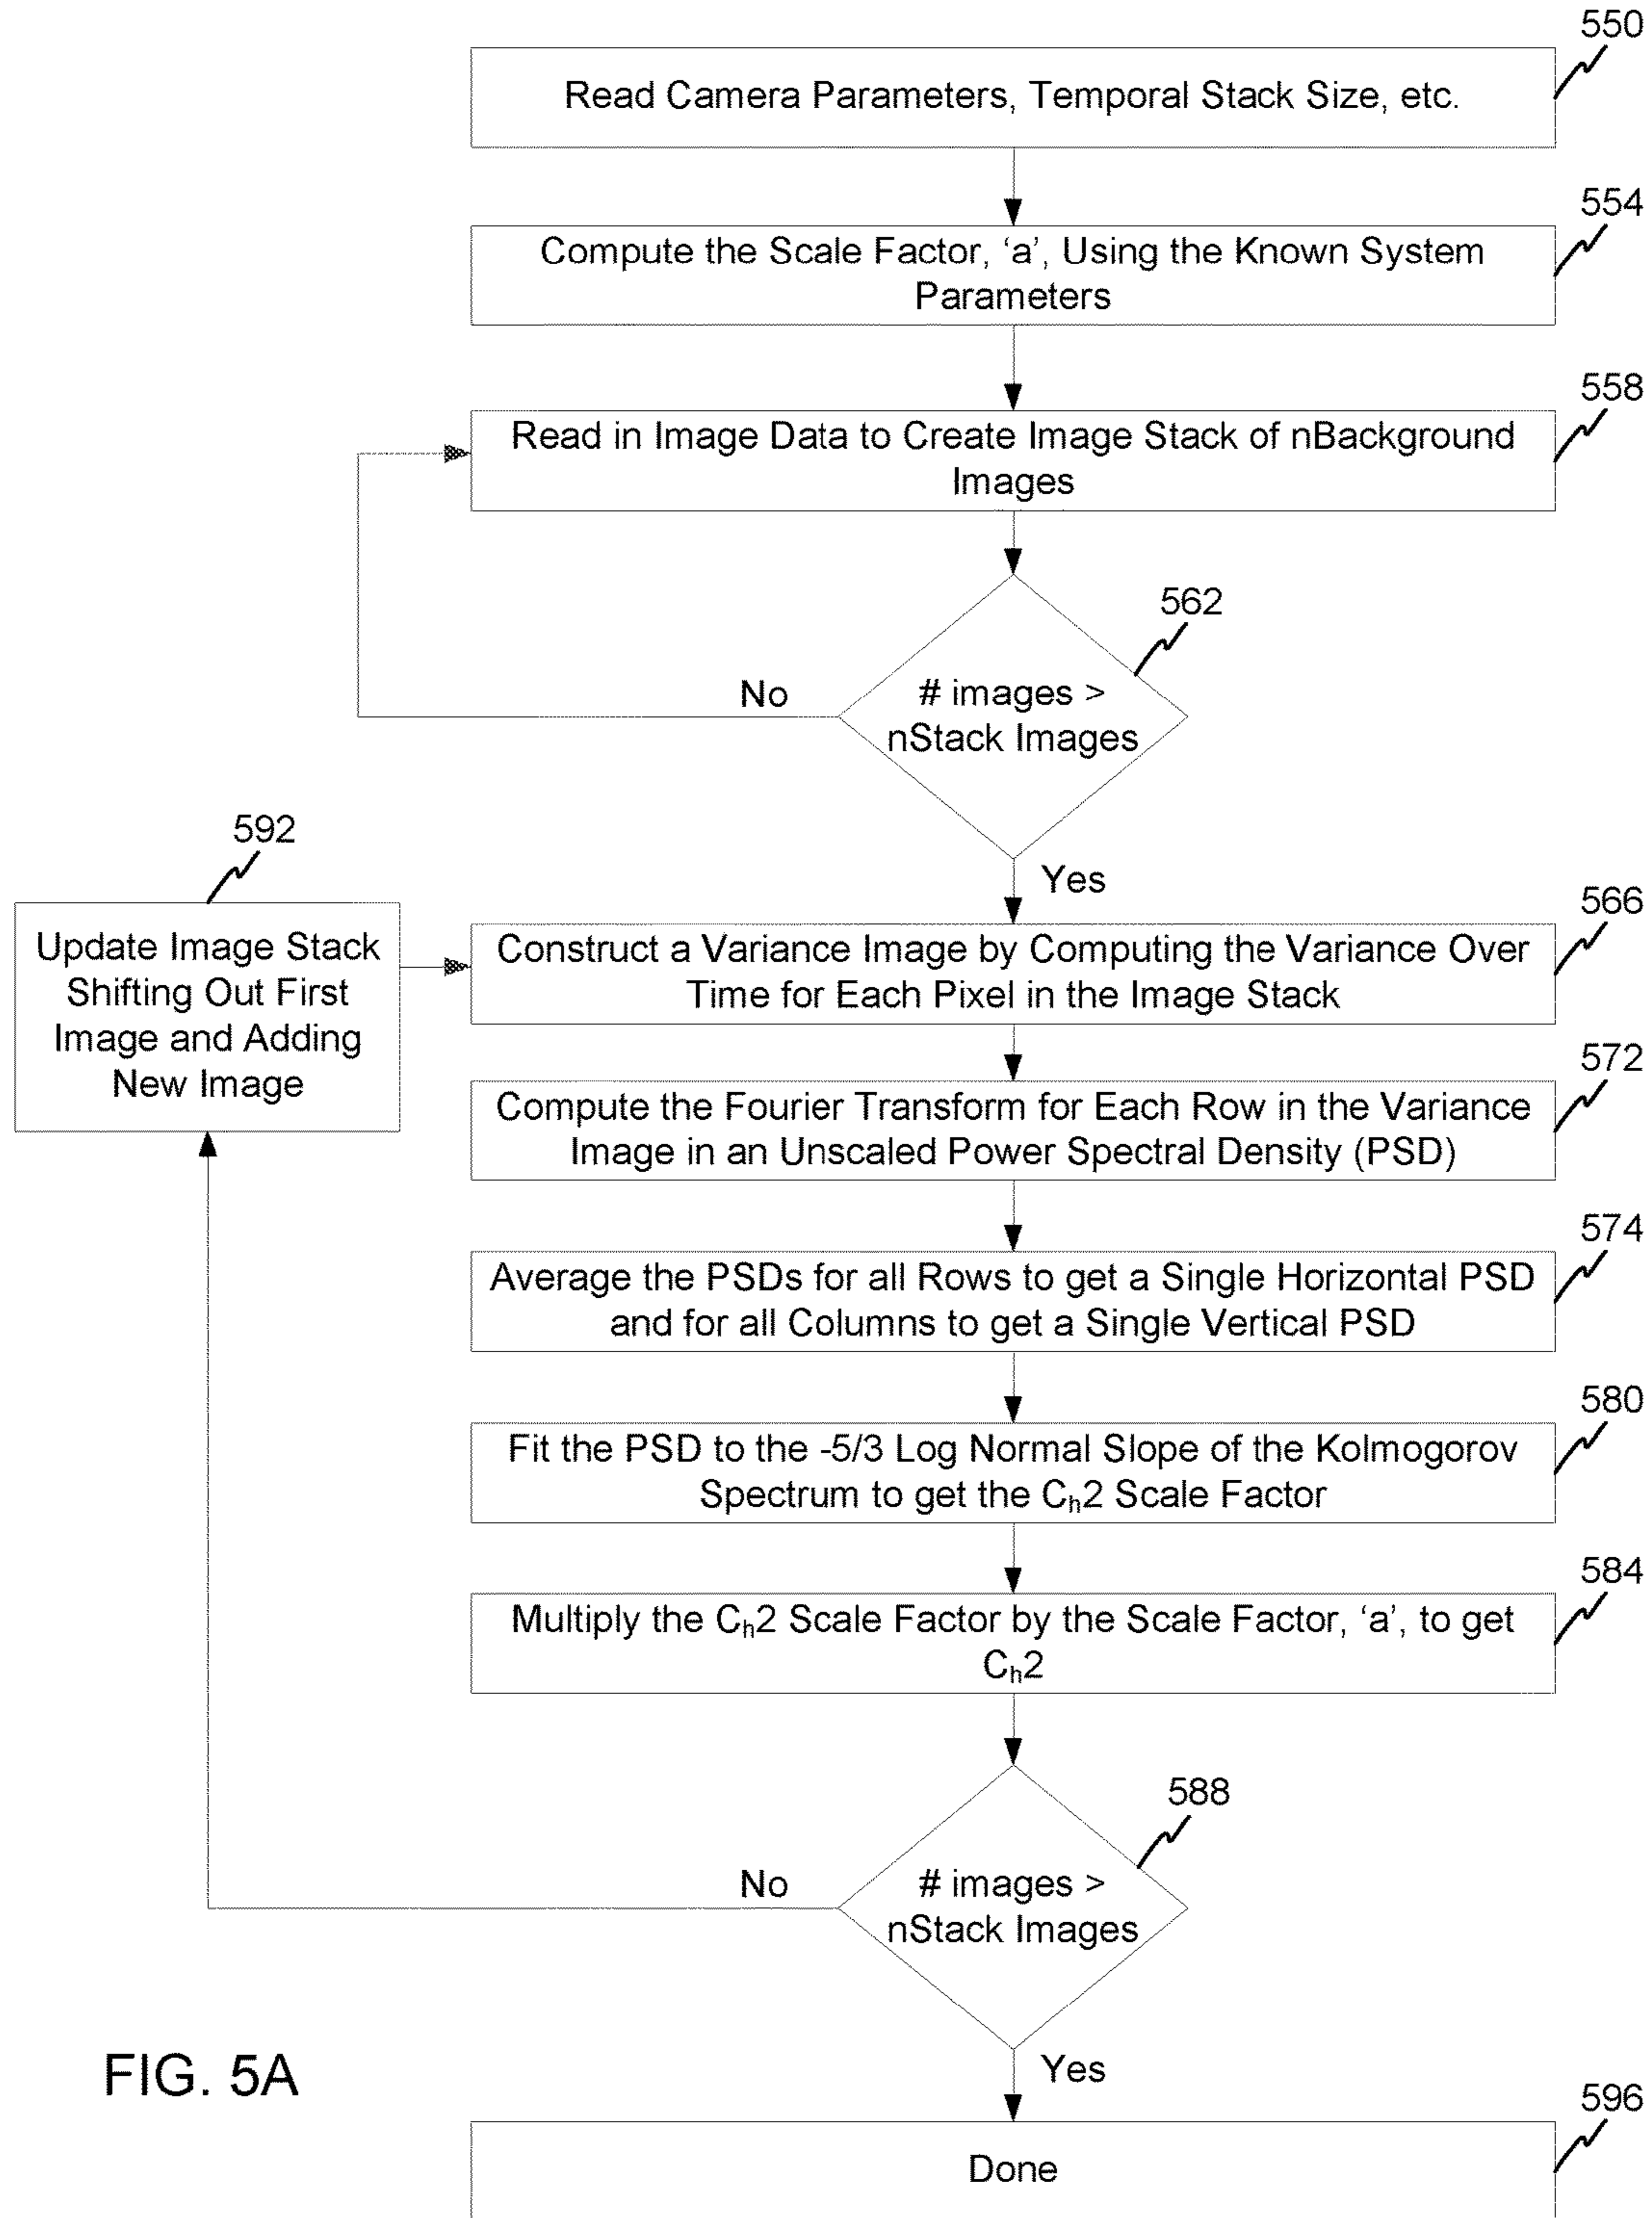 550
Read Camera Parameters, Temporal Stack Size, etc.
554
Compute the Scale Factor, ‘a’, Using the Known System
Parameters
558
Read in Image Data to Create Image Stack of nBackground
Images
562
# images >
nStack Images
No
Yes
592
Update Image Stack
Shifting Out First
Image and Adding
New Image
566
Construct a Variance Image by Computing the Variance Over
Time for Each Pixel in the Image Stack
572
Compute the Fourier Transform for Each Row in the Variance
Image in an Unscaled Power Spectral Density (PSD)
574
Average the PSDs for all Rows to get a Single Horizontal PSD
and for all Columns to get a Single Vertical PSD
580
Fit the PSD to the -5/3 Log Normal Slope of the Kolmogorov
Spectrum to get the Cₕ2 Scale Factor
584
Multiply the Cₕ2 Scale Factor by the Scale Factor, ‘a’, to get
Cₕ2
588
# images >
nStack Images
No
Yes
596
Done
FIG. 5A